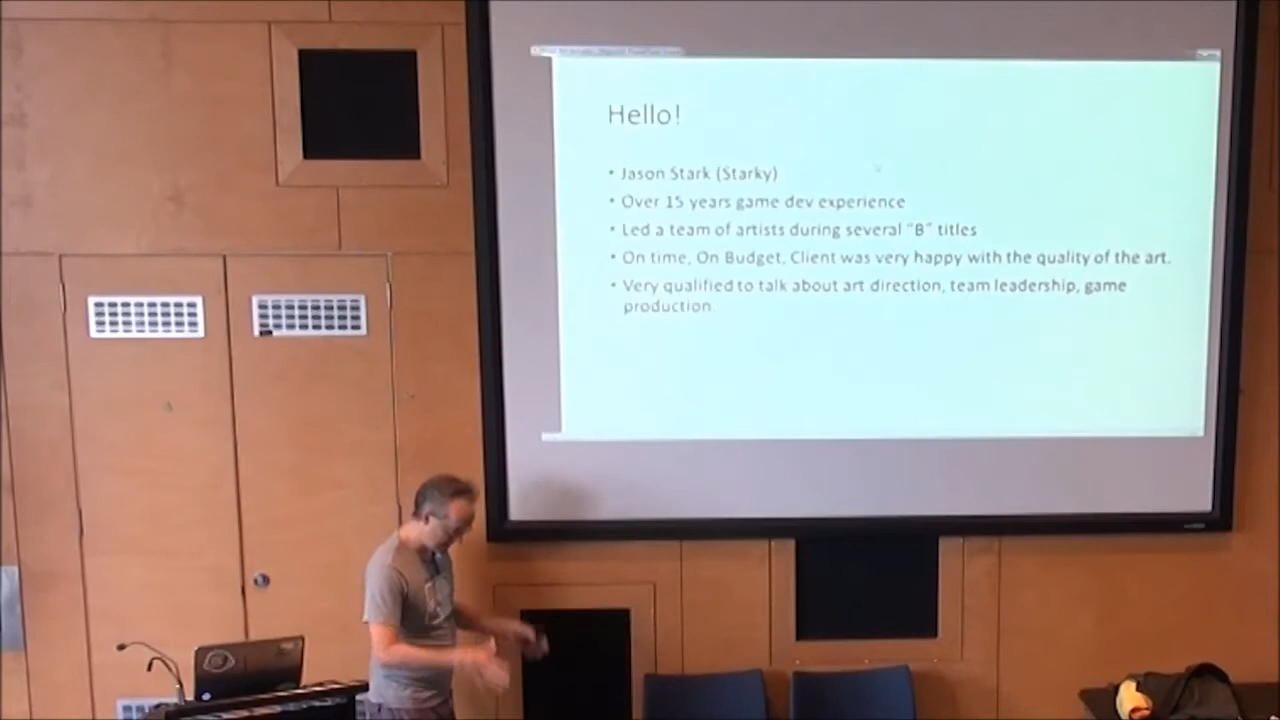 Hello!
• Jason Stark (Starky)
• Over 15 years game dev experience
• Led a team of artists during several "B" titles
• On time, On Budget, Client was very happy with the quality of the art.
• Very qualified to talk about art direction, team leadership, game
production.